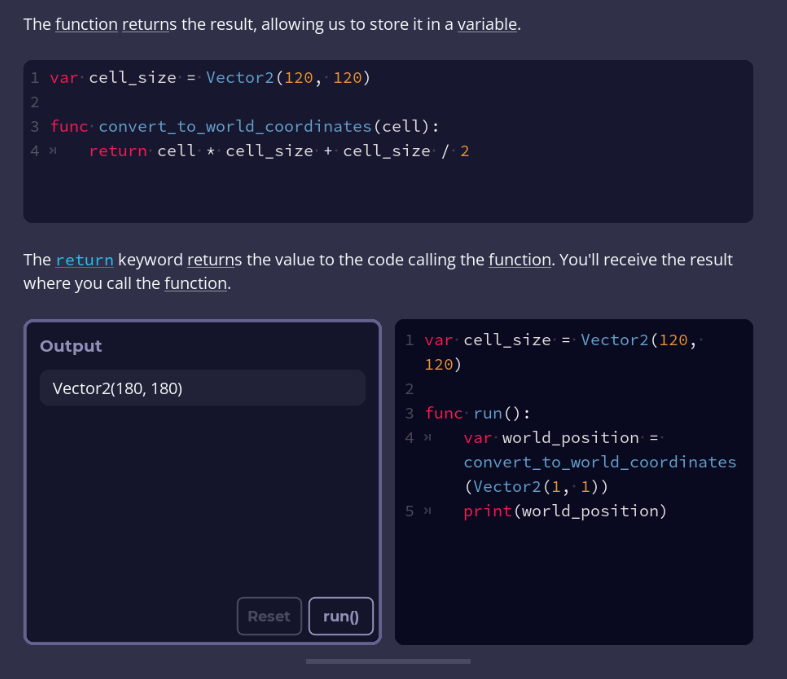 The function returns the result, allowing us to store it in a variable.
1 var cell_size = Vector2(120, 120)
2
3 func convert_to_world_coordinates(cell):
4 return cell * cell_size + cell_size / 2
The return keyword returns the value to the code calling the function. You'll receive the result
where you call the function.
Output
Vector2(180, 180)
Reset
run()
1 var cell_size = Vector2(120,
120)
2
3 func run():
4 var world_position =
convert_to_world_coordinates
(Vector2(1, 1))
5 print(world_position)